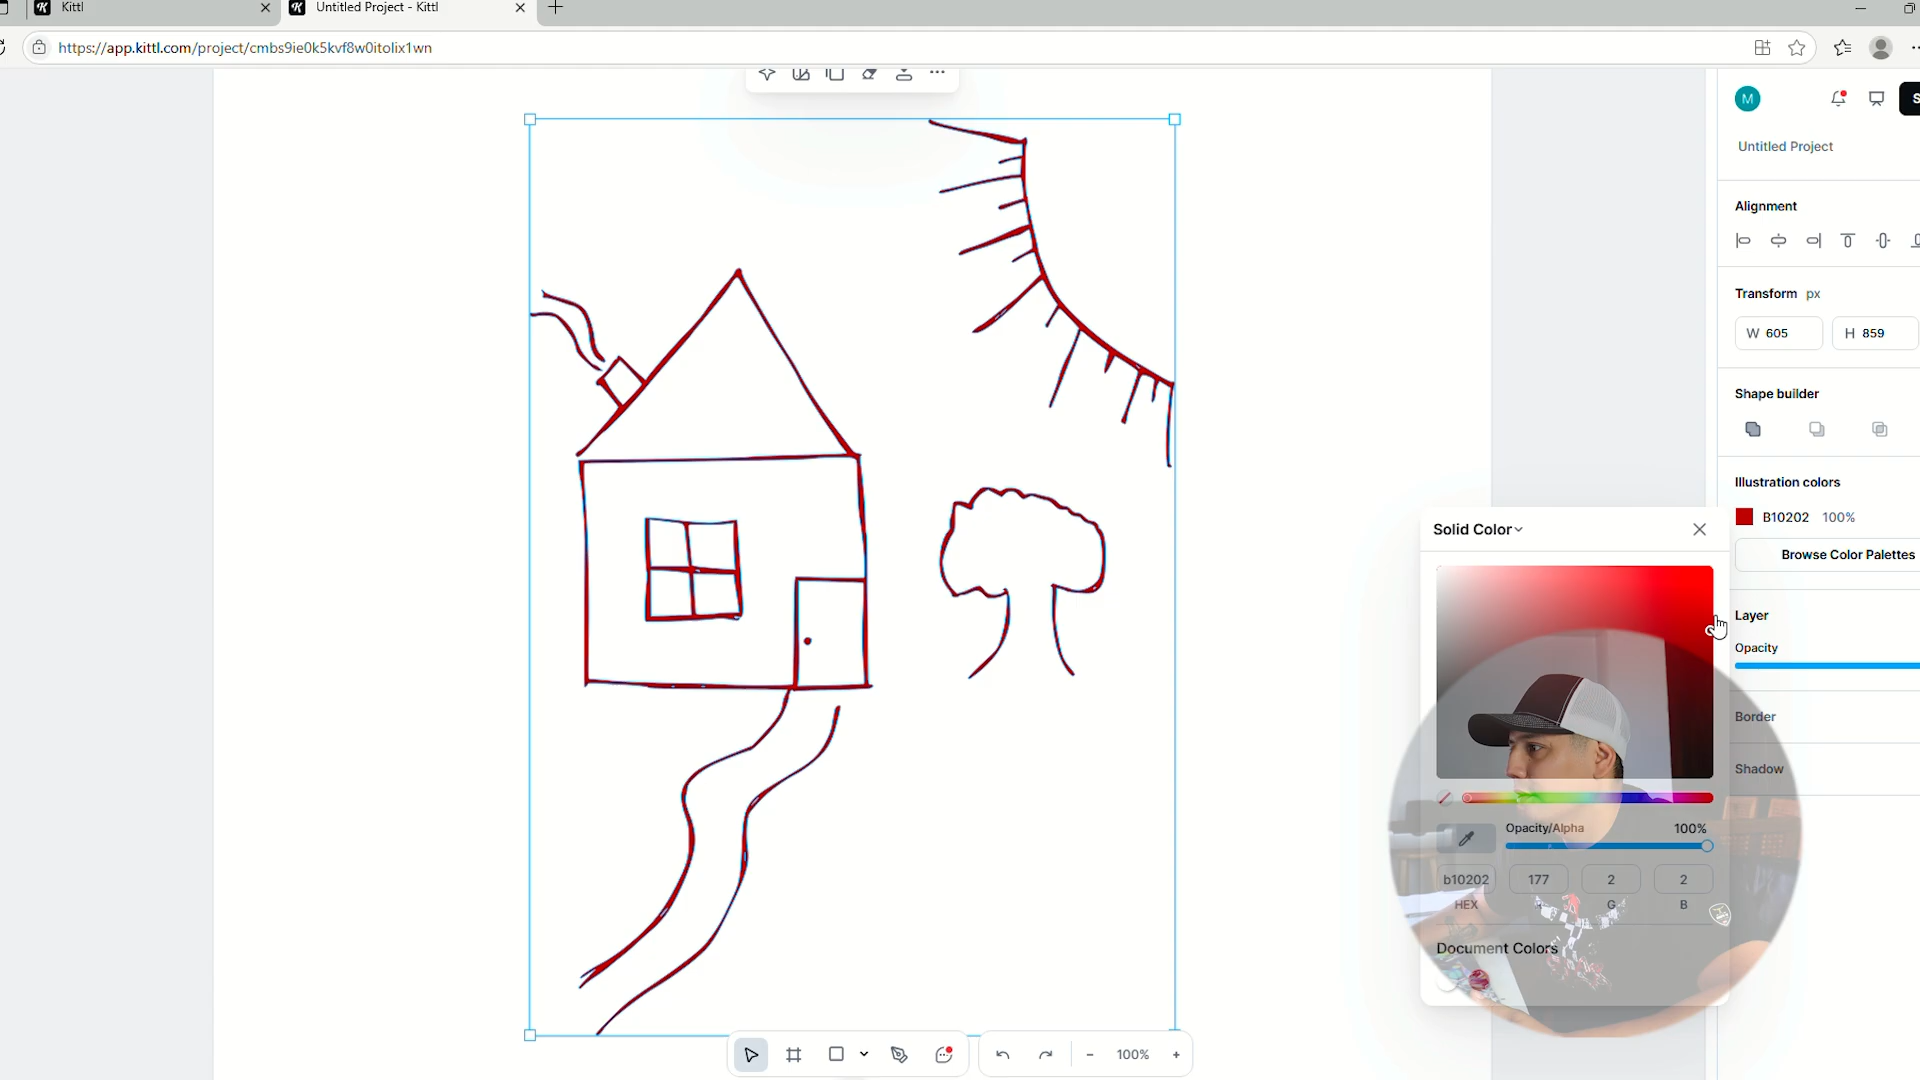 Kittl
Untitled Project - Kittl
https://app.kittl.com/project/cmbs9ie0k5kvf8w0itolix1wn
M
Untitled Project
Alignment
Transform px
W 605
H 859
Shape builder
Illustration colors
B10202 100%
Browse Color Palettes
Solid Color
Layer
Opacity
Border
Shadow
Opacity/Alpha
100%
b10202
177
2
2
HEX
G
B
Document Colors
100%